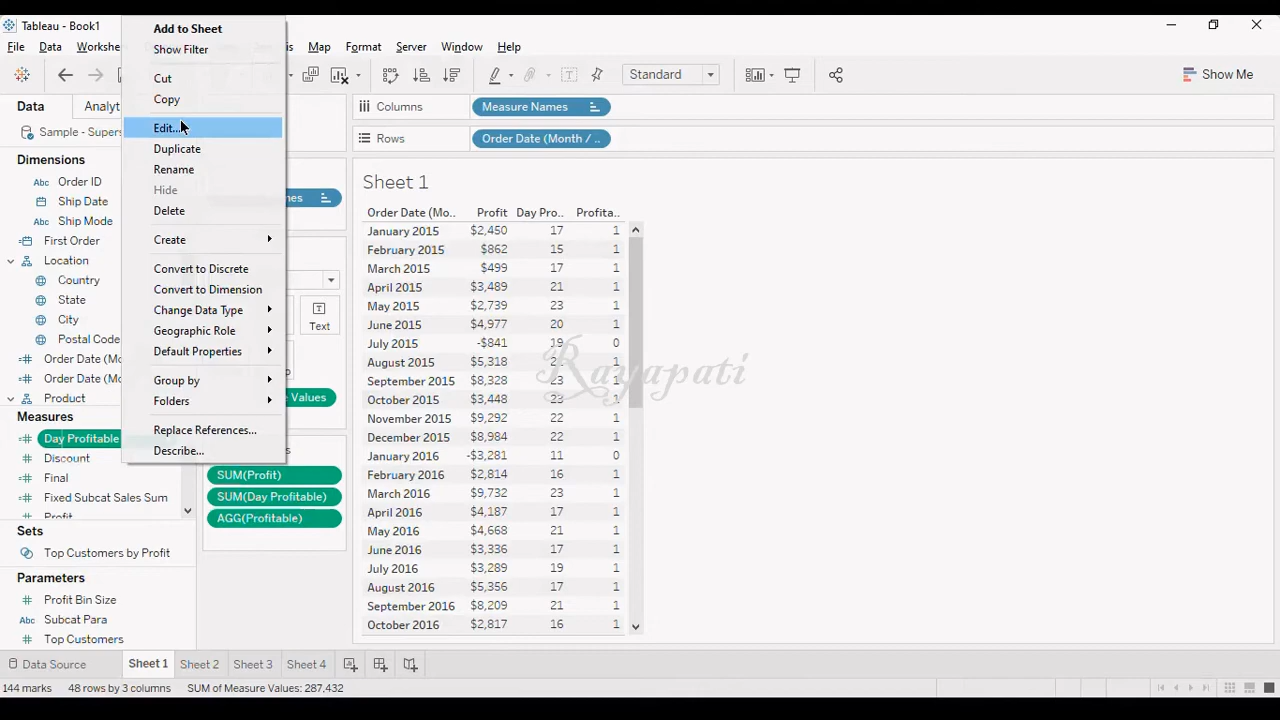 Tableau - Book1
File Data Workshe is Map Format Server Window Help
Standard Show Me
Data Analyt
Sample - Supers
Dimensions
Abc Order ID
Ship Date
Abc Ship Mode
First Order
Location
Country
State
City
Postal Code
Order Date (Mo
Order Date (Mo
Product
Measures
Day Profitable
Discount
Final
Fixed Subcat Sales Sum
Profit
Sets
Top Customers by Profit
Parameters
Profit Bin Size
Abc Subcat Para
Top Customers
Add to Sheet
Show Filter
Cut
Copy
Edit...
Duplicate
Rename
Hide
Delete
Create
Convert to Discrete
Convert to Dimension
Change Data Type
Geographic Role
Default Properties
Group by
Folders
Replace References...
Describe...
mes
T
Text
e Values
s
SUM(Profit)
SUM(Day Profitable)
AGG(Profitable)
Columns Measure Names
Rows Order Date (Month / ..
Sheet 1
Order Date (Mo.. Profit Day Pro.. Profita..
January 2015 $2,450 17 1
February 2015 $862 15 1
March 2015 $499 17 1
April 2015 $3,489 21 1
May 2015 $2,739 23 1
June 2015 $4,977 20 1
July 2015 -$841 19 0
August 2015 $5,318 1
September 2015 $8,328 23 1
October 2015 $3,448 23 1
November 2015 $9,292 22 1
December 2015 $8,984 22 1
January 2016 -$3,281 11 0
February 2016 $2,814 16 1
March 2016 $9,732 23 1
April 2016 $4,187 17 1
May 2016 $4,668 21 1
June 2016 $3,336 17 1
July 2016 $3,289 19 1
August 2016 $5,356 17 1
September 2016 $8,209 21 1
October 2016 $2,817 16 1
Rayapati
Data Source Sheet 1 Sheet 2 Sheet 3 Sheet 4
144 marks 48 rows by 3 columns SUM of Measure Values: 287,432